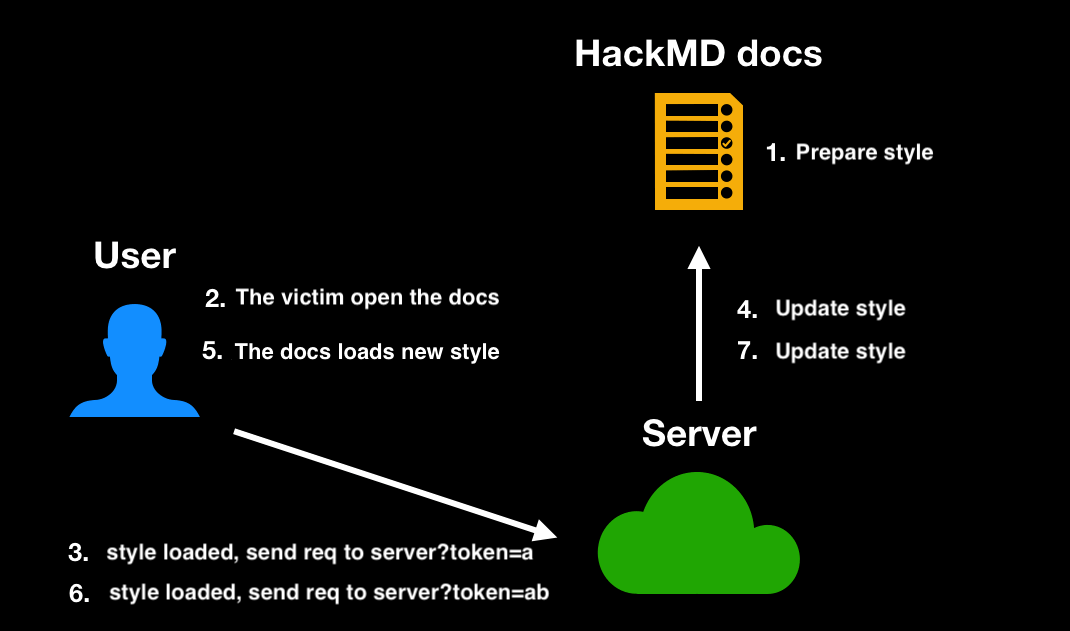 HackMD docs
1. Prepare style
User
2. The victim open the docs
5. The docs loads new style
4. Update style
7. Update style
Server
3. style loaded, send req to server?token=a
6. style loaded, send req to server?token=ab